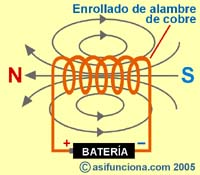 Enrollado de alambre
de cobre
N
S
+
−
BATERÍA
© asifunciona.com 2005